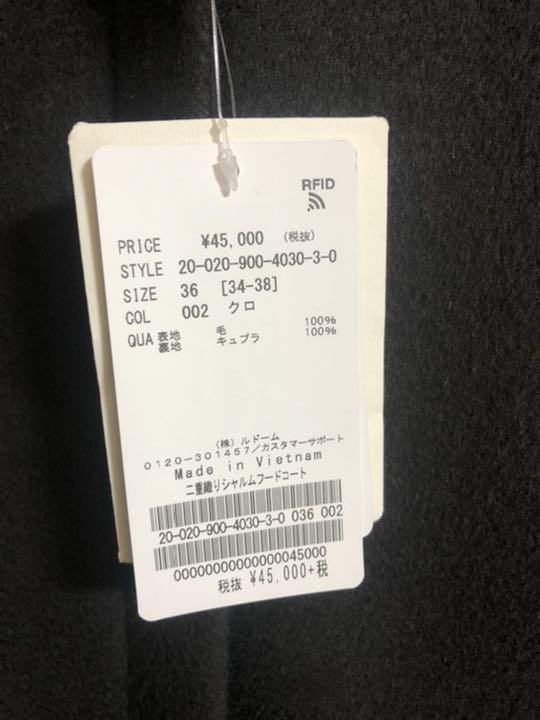 RFID
PRICE ¥45,000 (税抜)
STYLE 20-020-900-4030-3-0
SIZE 36 [34-38]
COL 002 クロ
QUA 表地 毛 100%
裏地 キュプラ 100%
(株) ルドーム
0120-301457/カスタマーサポート
Made in Vietnam
二重織りシャルムフードコート
20-020-900-4030-3-0 036 002
00000000000000045000
税抜 ¥45,000+税